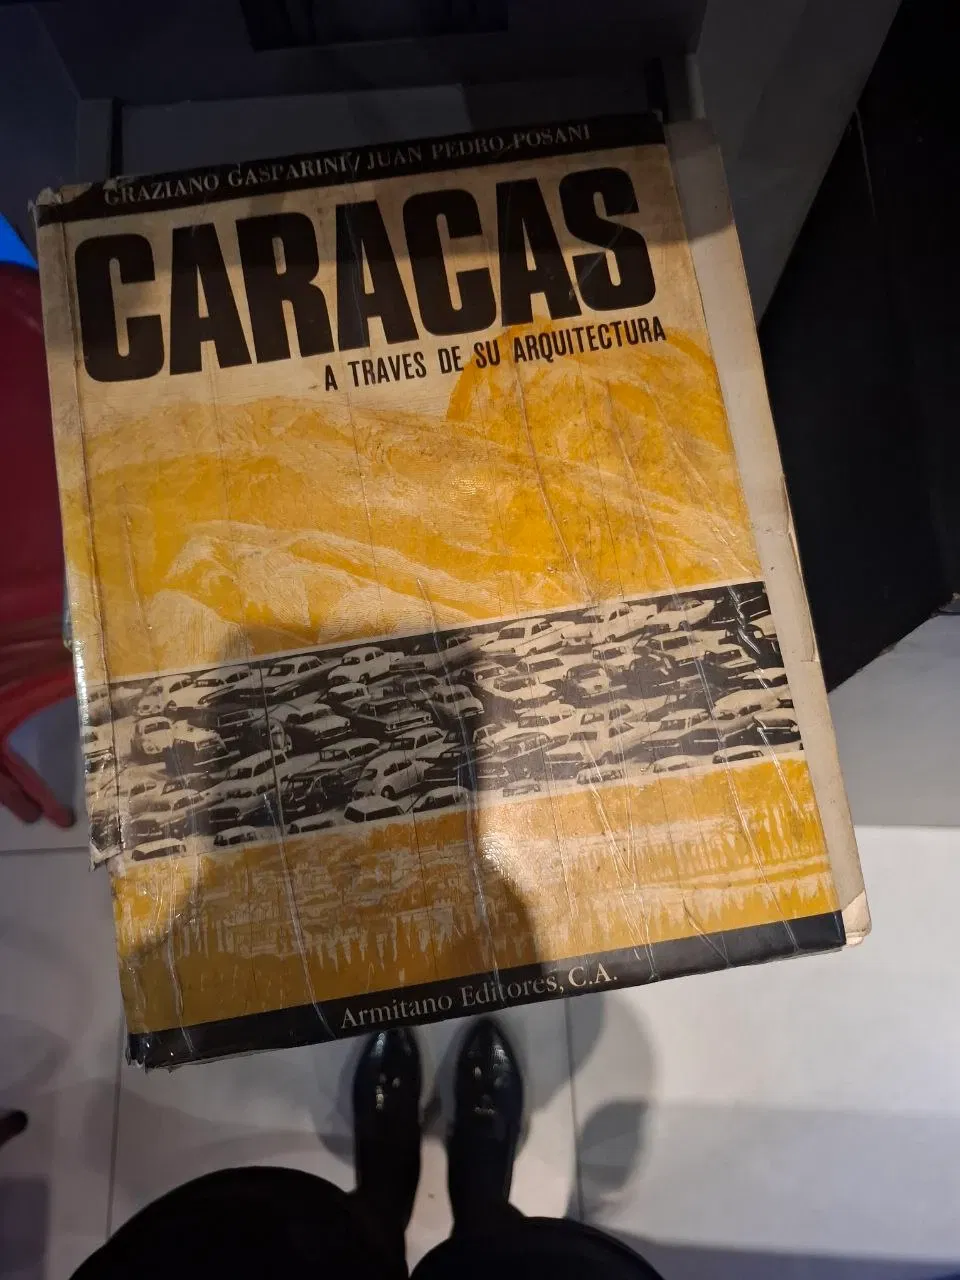 GRAZIANO GASPARINI / JUAN PEDRO POSANI
CARACAS
A TRAVES DE SU ARQUITECTURA
Armitano Editores, C.A.